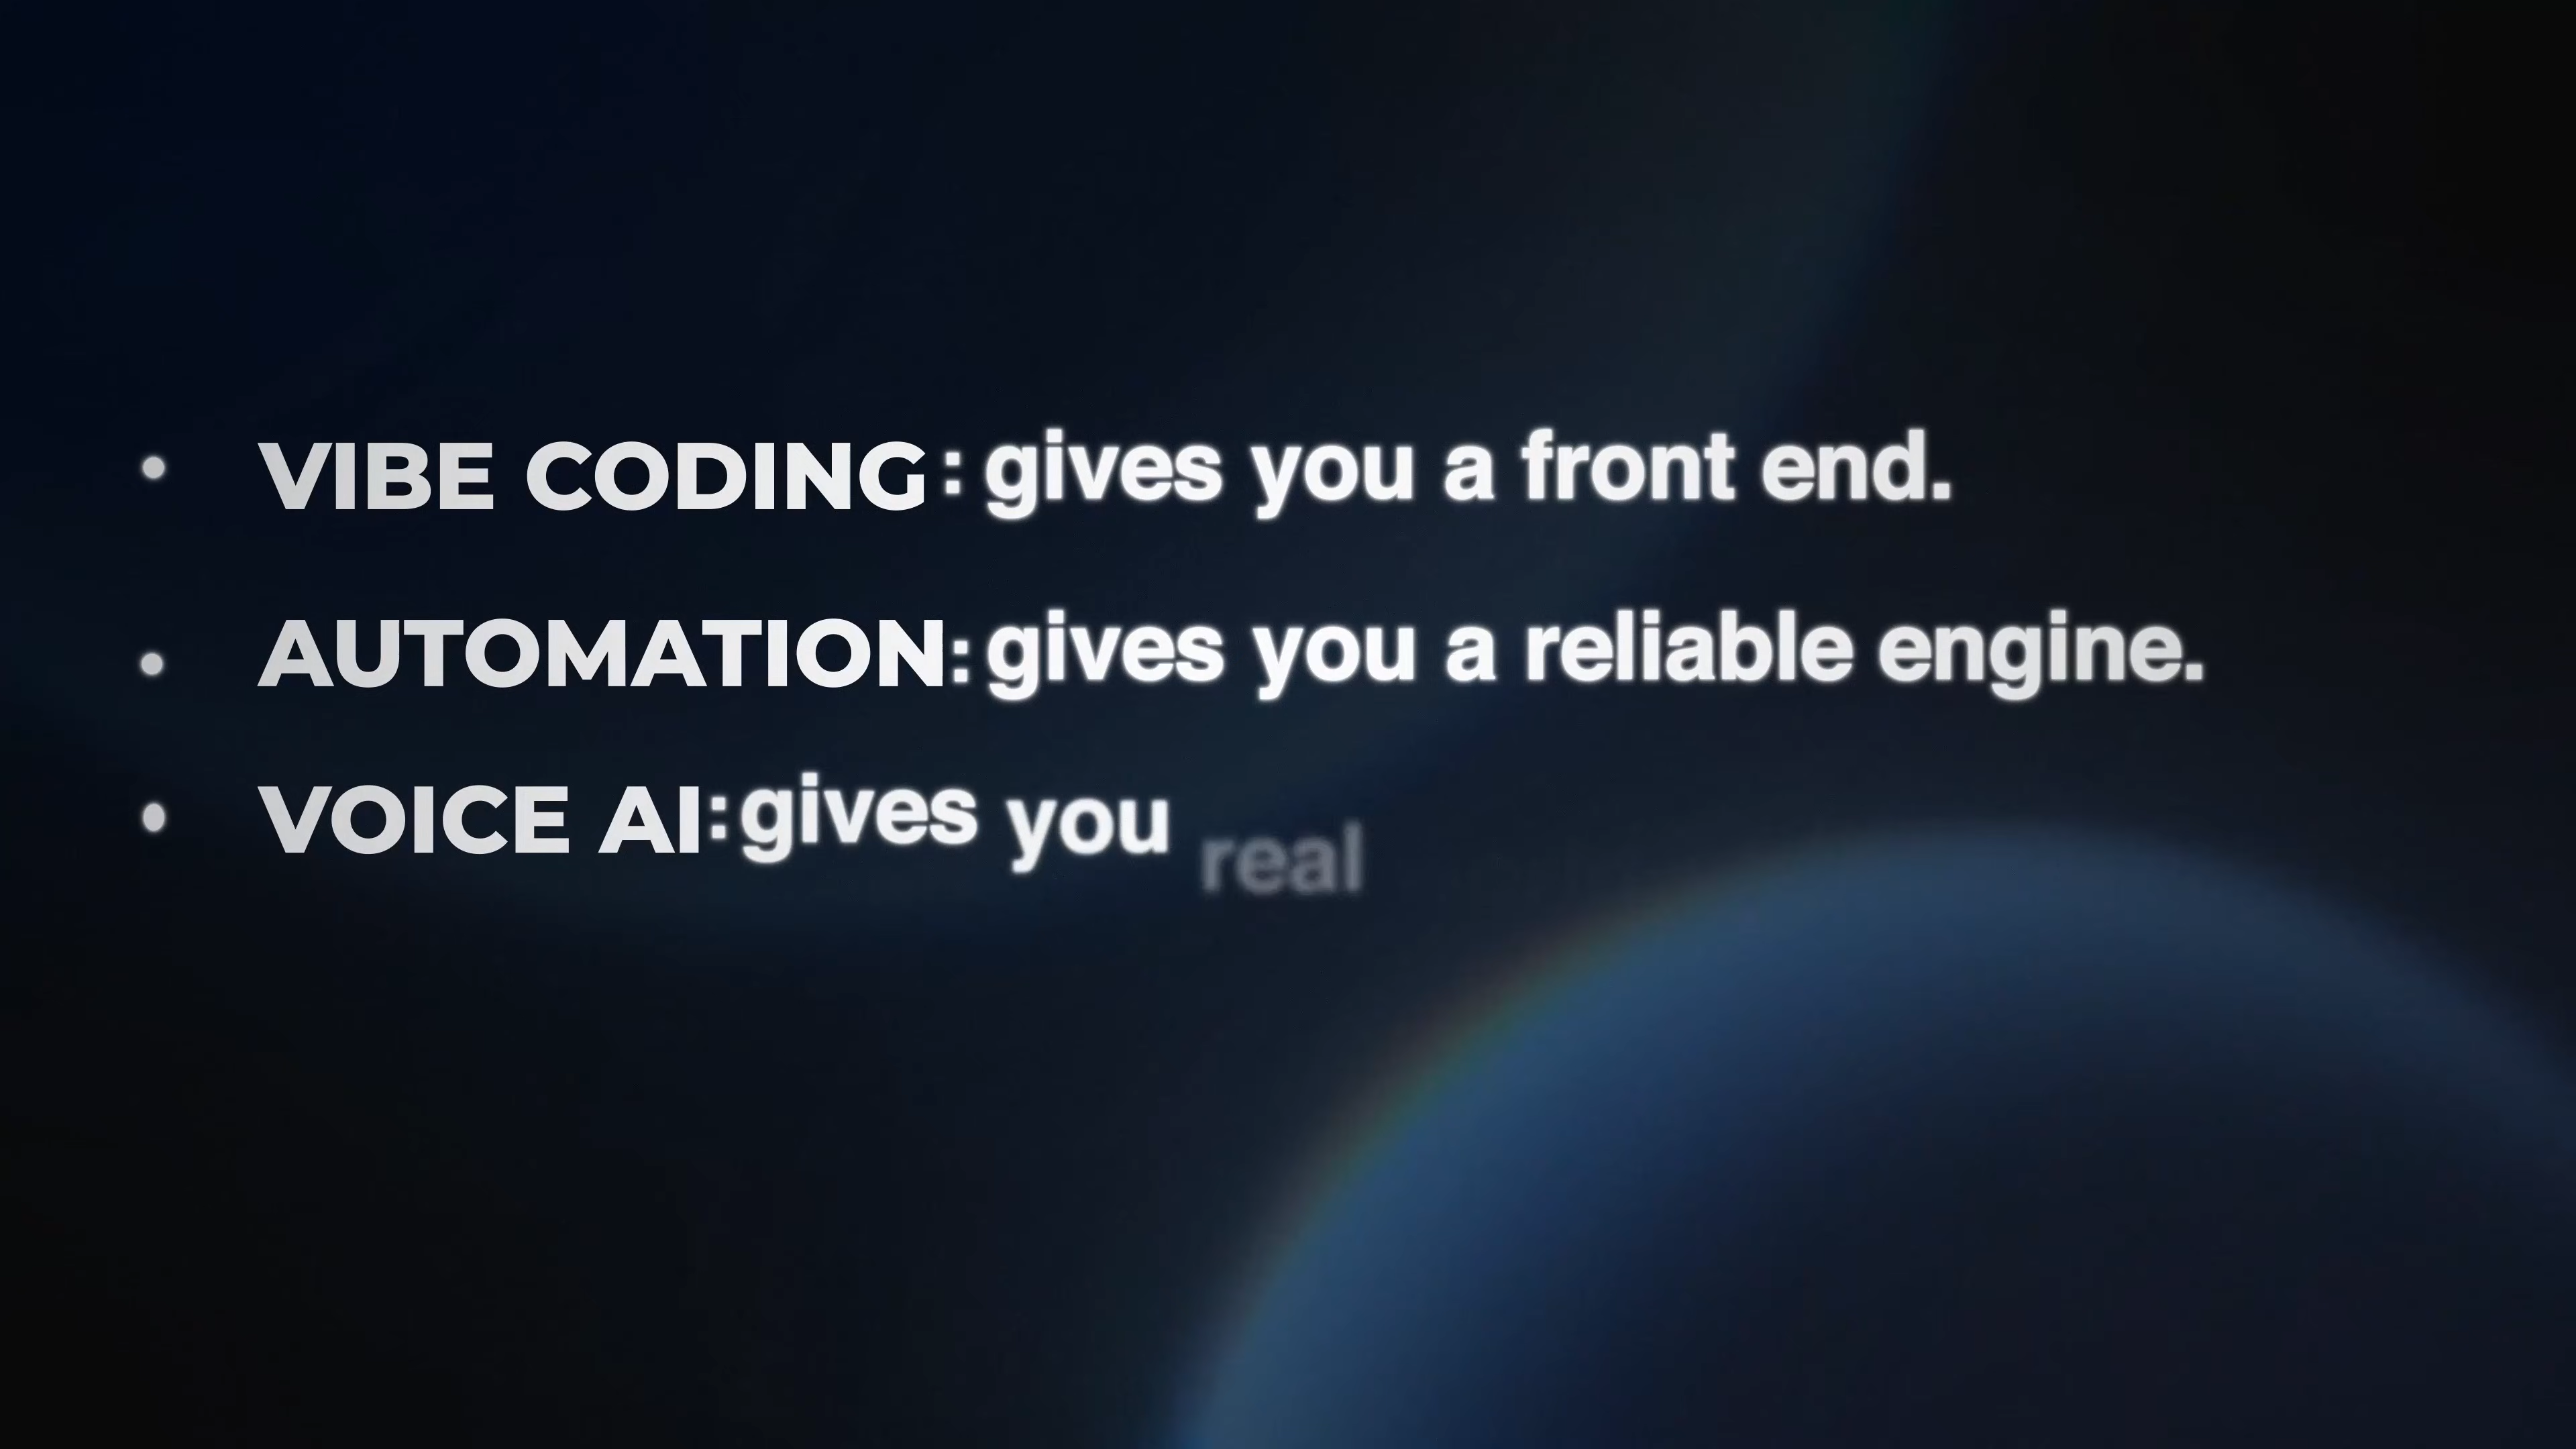 • VIBE CODING: gives you a front end.
• AUTOMATION: gives you a reliable engine.
• VOICE AI: gives you real